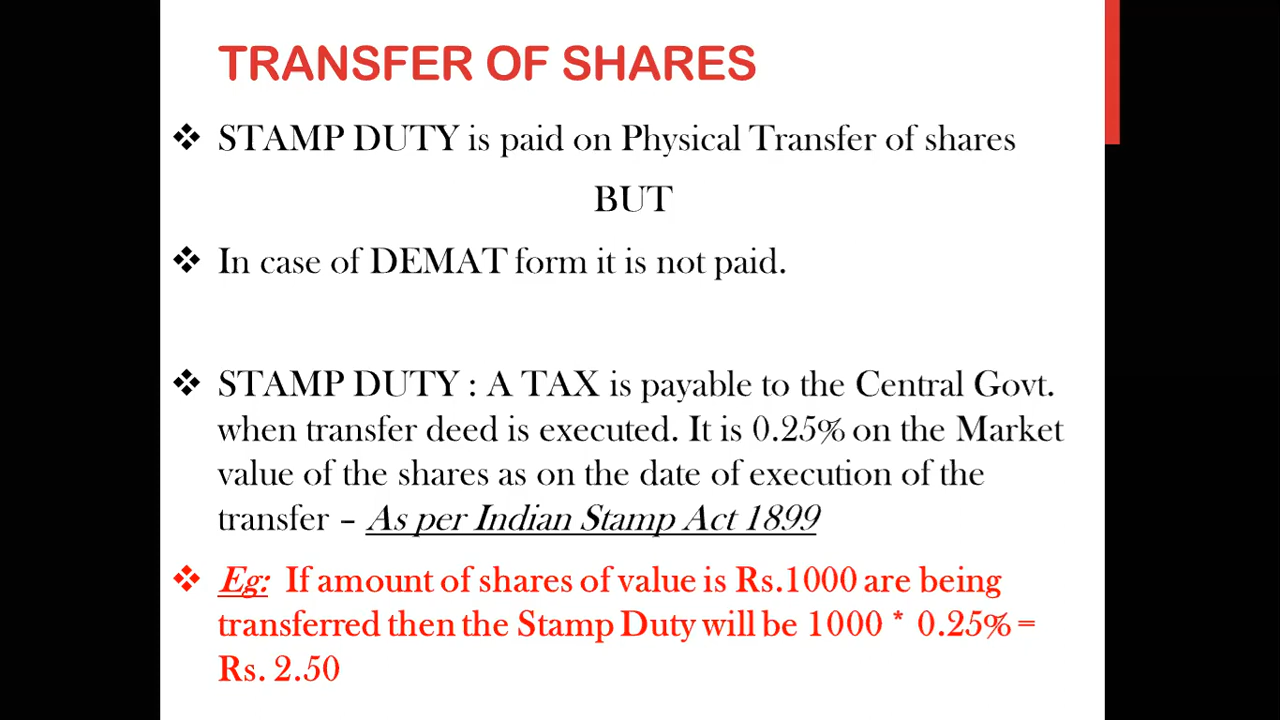 TRANSFER OF SHARES
❖ STAMP DUTY is paid on Physical Transfer of shares
BUT
❖ In case of DEMAT form it is not paid.
❖ STAMP DUTY : A TAX is payable to the Central Govt.
when transfer deed is executed. It is 0.25% on the Market
value of the shares as on the date of execution of the
transfer – As per Indian Stamp Act 1899
❖ Eg: If amount of shares of value is Rs.1000 are being
transferred then the Stamp Duty will be 1000 * 0.25% =
Rs. 2.50